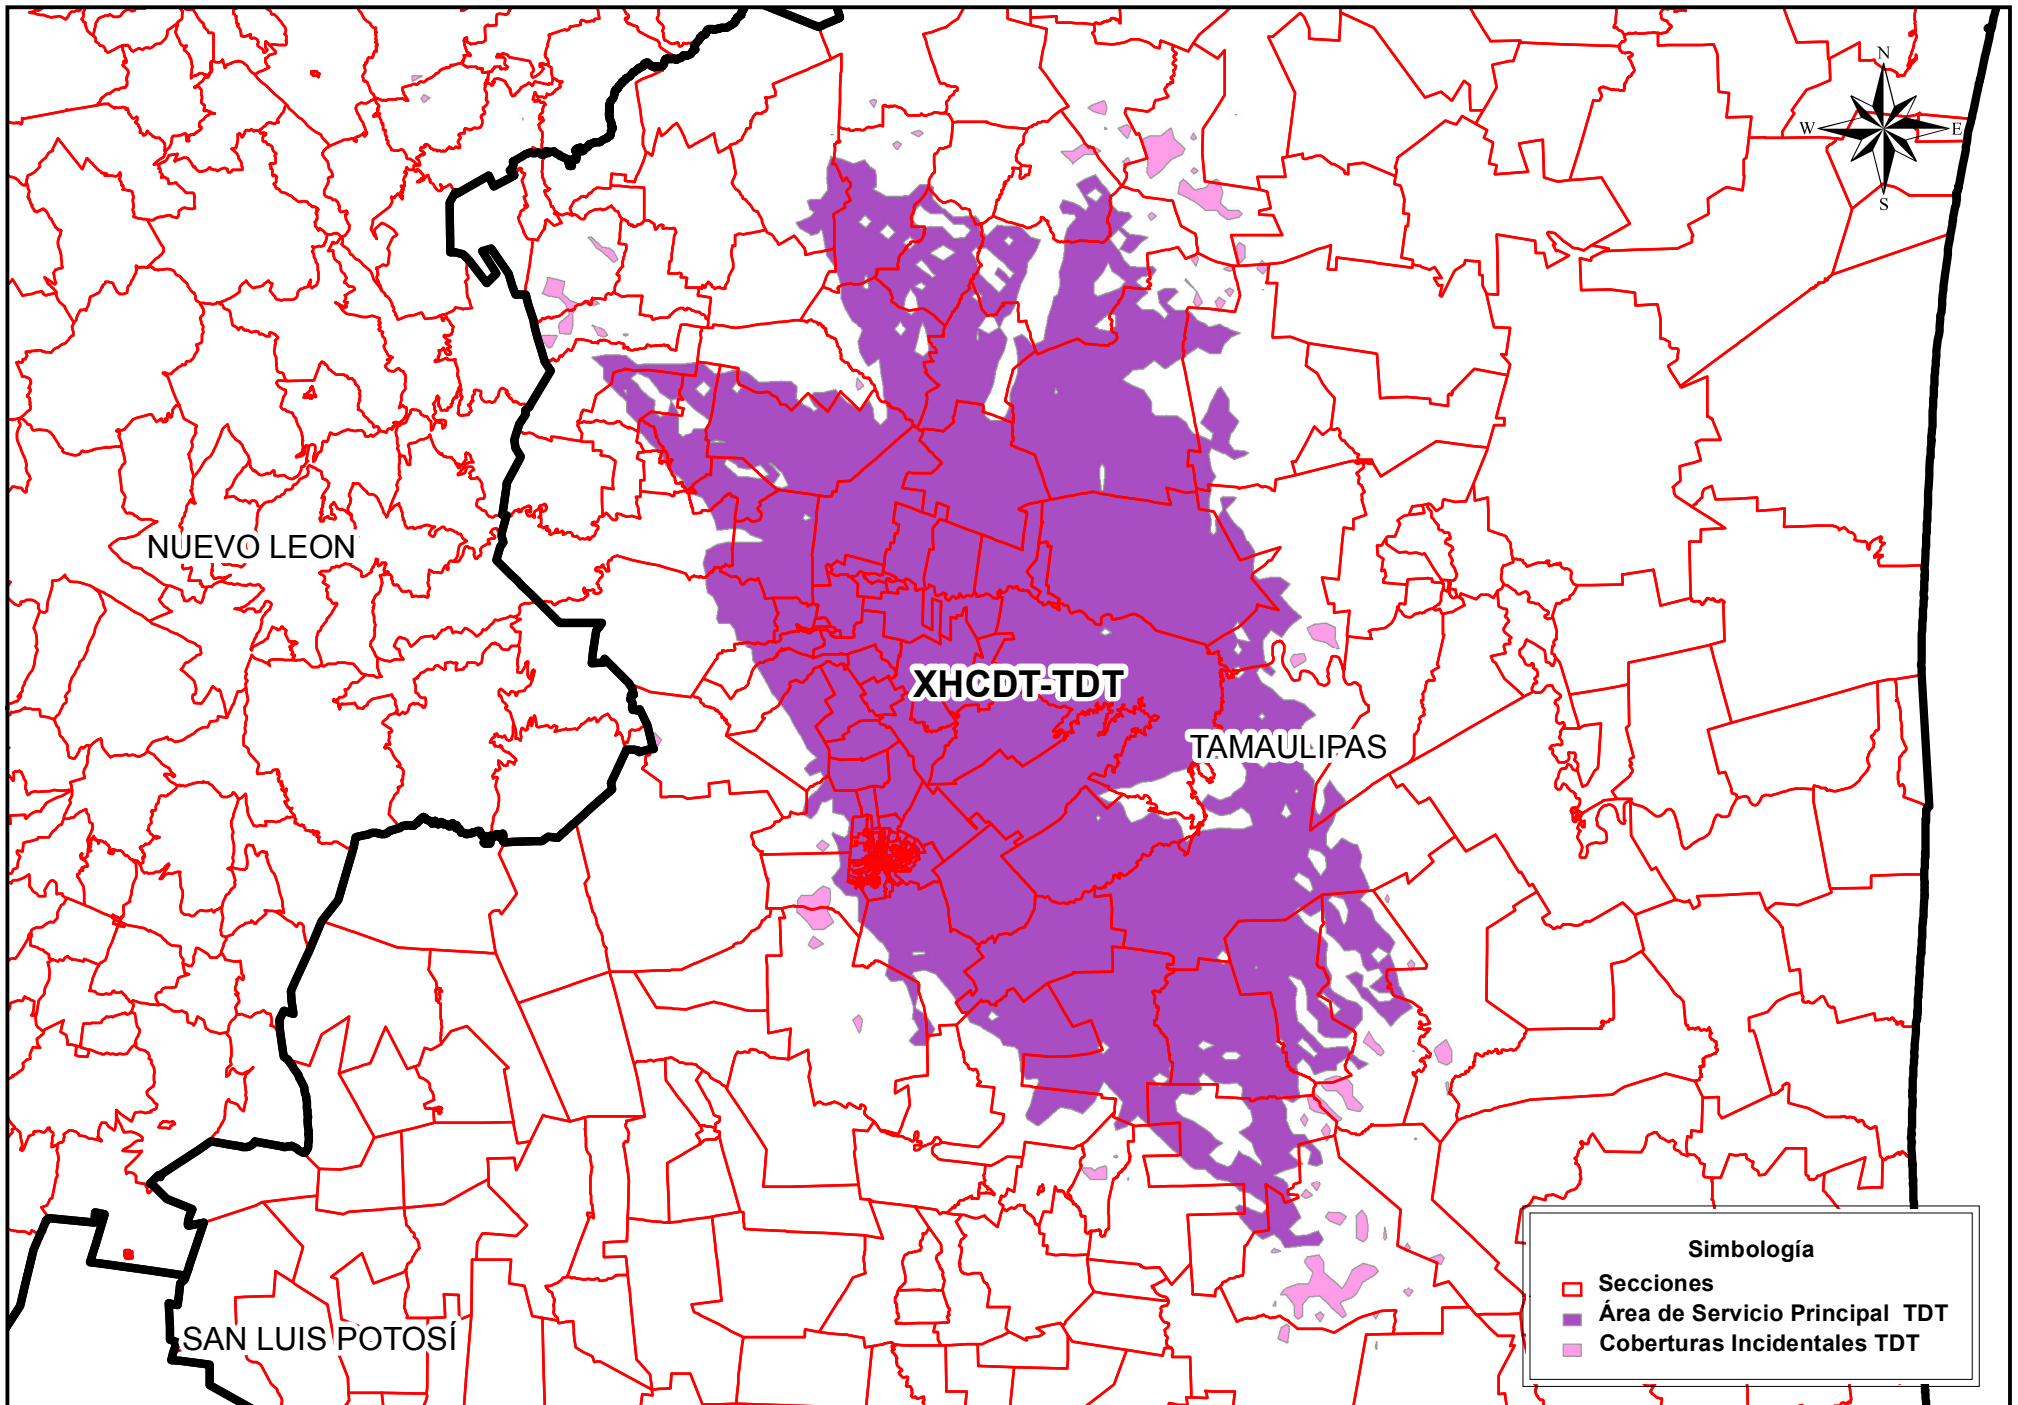 N
W E
S
NUEVO LEON
XHCDT-TDT
TAMAULIPAS
SAN LUIS POTOSÍ
Simbología
Secciones
Área de Servicio Principal TDT
Coberturas Incidentales TDT